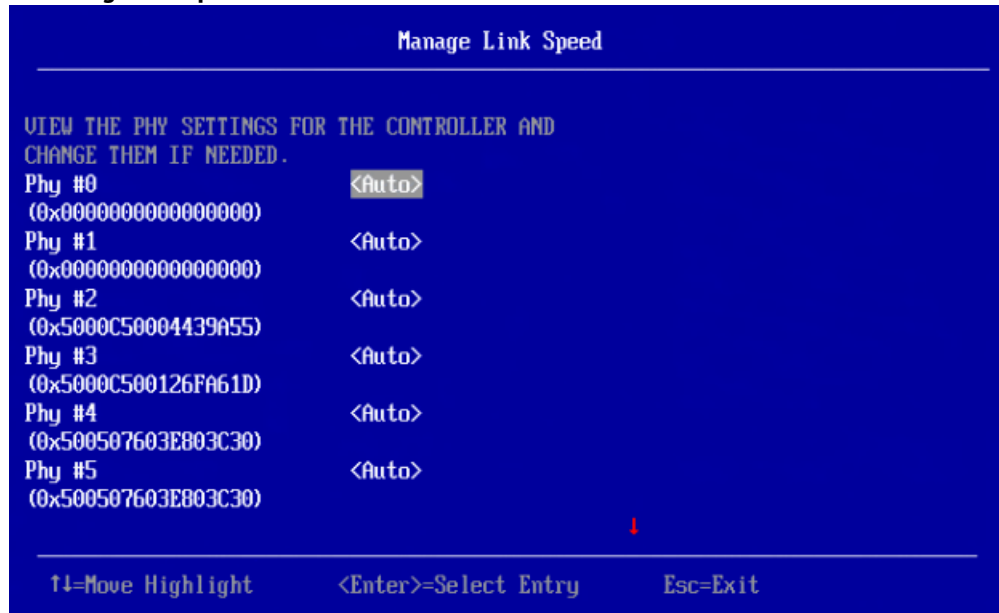 Manage Link Speed
VIEW THE PHY SETTINGS FOR THE CONTROLLER AND
CHANGE THEM IF NEEDED.
Phy #0 <Auto>
(0x0000000000000000)
Phy #1 <Auto>
(0x0000000000000000)
Phy #2 <Auto>
(0x5000C50004439A55)
Phy #3 <Auto>
(0x5000C500126FA61D)
Phy #4 <Auto>
(0x500507603E803C30)
Phy #5 <Auto>
(0x500507603E803C30)
↓
↑↓=Move Highlight <Enter>=Select Entry Esc=Exit